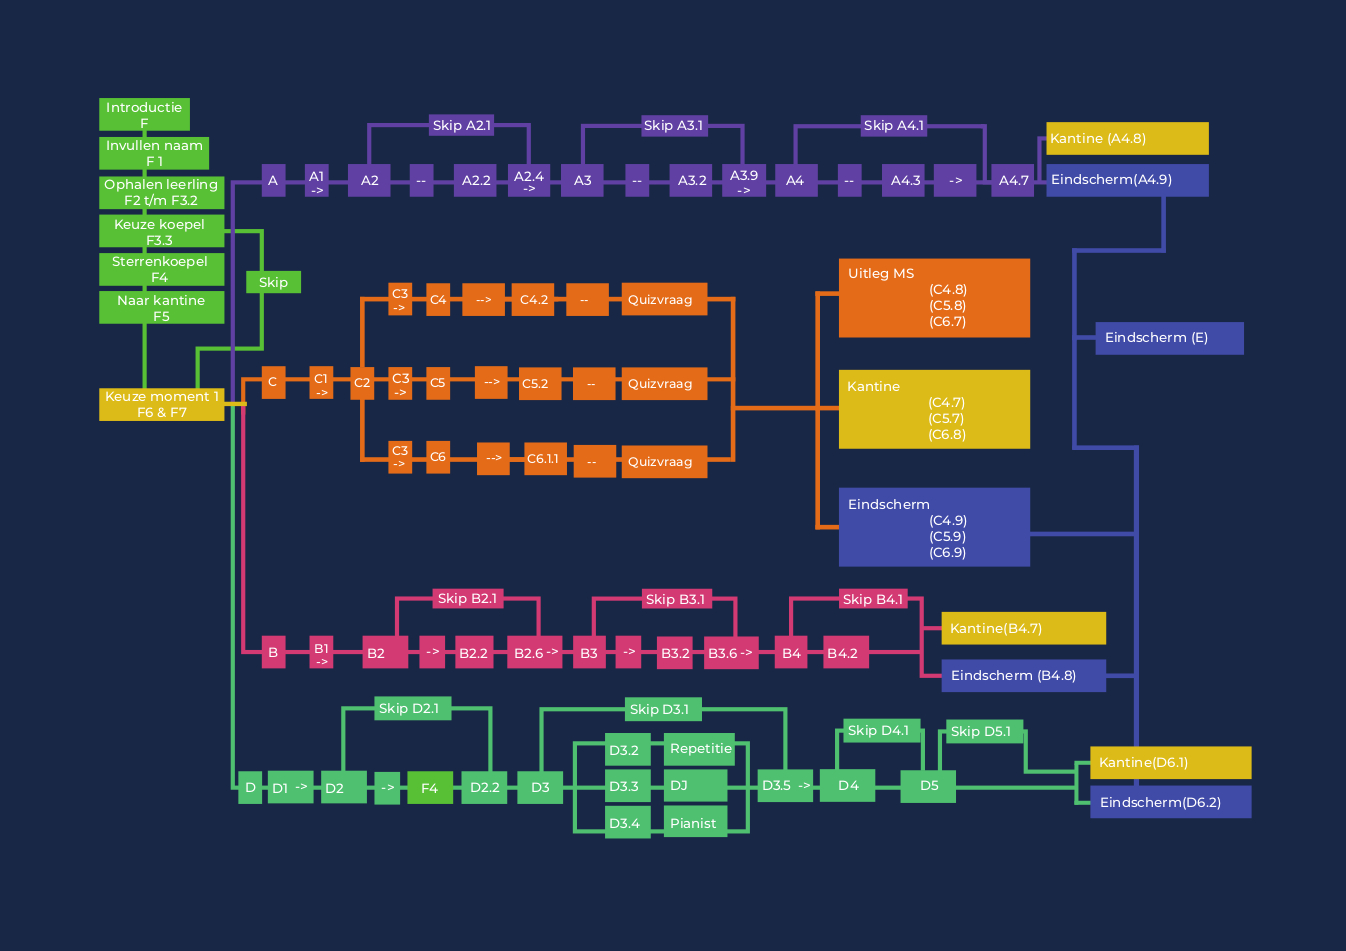 Introductie
F
Invullen naam
F 1
Ophalen leerling
F2 t/m F3.2
Keuze koepel
F3.3
Sterrenkoepel
F4
Naar kantine
F5
Skip
Keuze moment 1
F6 & F7
Skip A2.1
Skip A3.1
Skip A4.1
A
A1
->
A2
--
A2.2
A2.4
->
A3
--
A3.2
A3.9
->
A4
--
A4.3
->
A4.7
Kantine (A4.8)
Eindscherm(A4.9)
Eindscherm (E)
C
C1
->
C2
C3
->
C4
-->
C4.2
--
Quizvraag
C3
->
C5
-->
C5.2
--
Quizvraag
C3
->
C6
-->
C6.1.1
--
Quizvraag
Uitleg MS
(C4.8)
(C5.8)
(C6.7)
Kantine
(C4.7)
(C5.7)
(C6.8)
Eindscherm
(C4.9)
(C5.9)
(C6.9)
Skip B2.1
Skip B3.1
Skip B4.1
B
B1
->
B2
->
B2.2
B2.6 ->
B3
->
B3.2
B3.6 ->
B4
B4.2
Kantine(B4.7)
Eindscherm (B4.8)
Skip D2.1
Skip D3.1
Skip D4.1
Skip D5.1
D
D1 ->
D2
->
F4
D2.2
D3
D3.2
Repetitie
D3.3
DJ
D3.4
Pianist
D3.5 ->
D4
D5
Kantine(D6.1)
Eindscherm(D6.2)